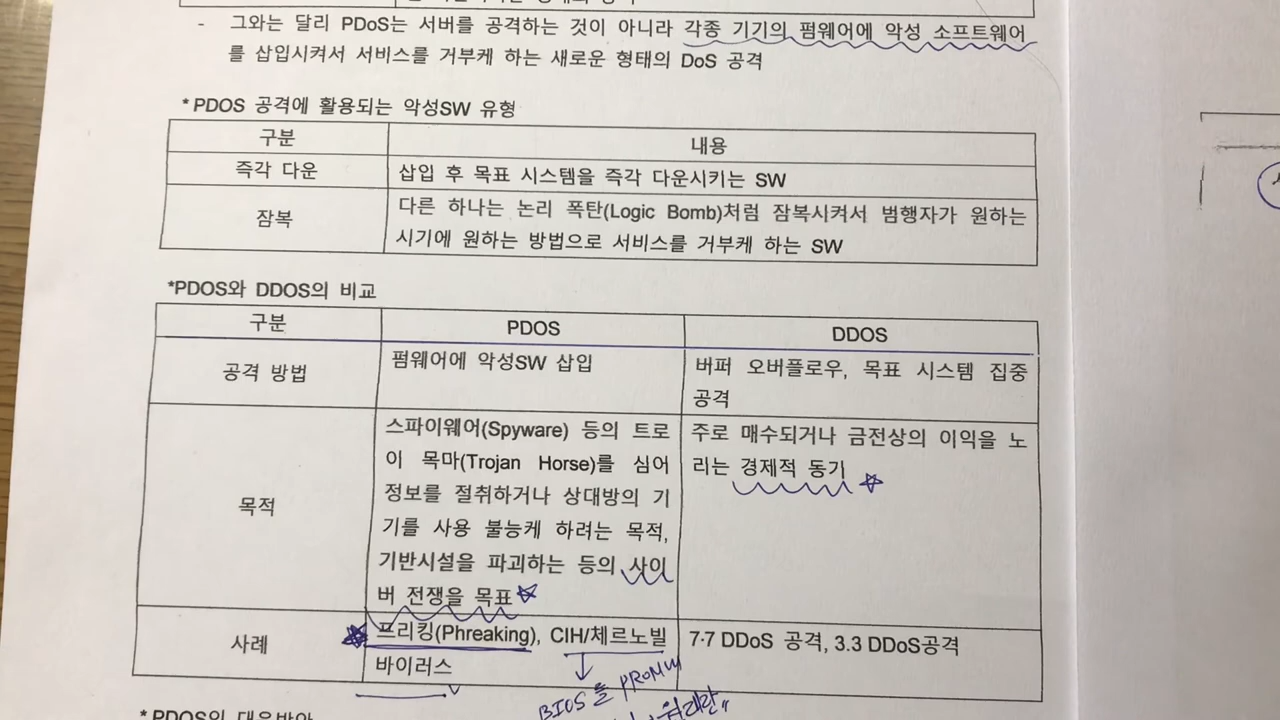 - 그와는 달리 PDoS는 서버를 공격하는 것이 아니라 각종 기기의 펌웨어에 악성 소프트웨어
를 삽입시켜서 서비스를 거부케 하는 새로운 형태의 DoS 공격
* PDOS 공격에 활용되는 악성SW 유형
구분 내용
즉각 다운 삽입 후 목표 시스템을 즉각 다운시키는 SW
잠복 다른 하나는 논리 폭탄(Logic Bomb)처럼 잠복시켜서 범행자가 원하는
시기에 원하는 방법으로 서비스를 거부케 하는 SW
*PDOS와 DDOS의 비교
구분 PDOS DDOS
공격 방법 펌웨어에 악성SW 삽입 버퍼 오버플로우, 목표 시스템 집중
공격
목적
스파이웨어(Spyware) 등의 트로
이 목마(Trojan Horse)를 심어
정보를 절취하거나 상대방의 기
기를 사용 불능케 하려는 목적,
기반시설을 파괴하는 등의 사이
버 전쟁을 목표
주로 매수되거나 금전상의 이익을 노
리는 경제적 동기
사례
프리킹(Phreaking), CIH/체르노빌
바이러스
7·7 DDoS 공격, 3.3 DDoS공격
BIOS를
* PDOS의 대응방안